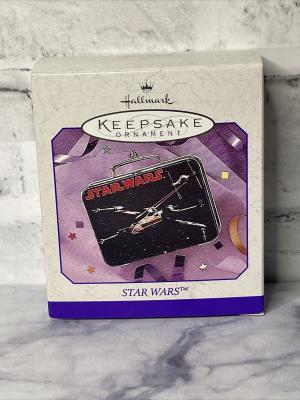 Hallmark
KEEPSAKE
ORNAMENT
STAR WARS
STAR WARS™